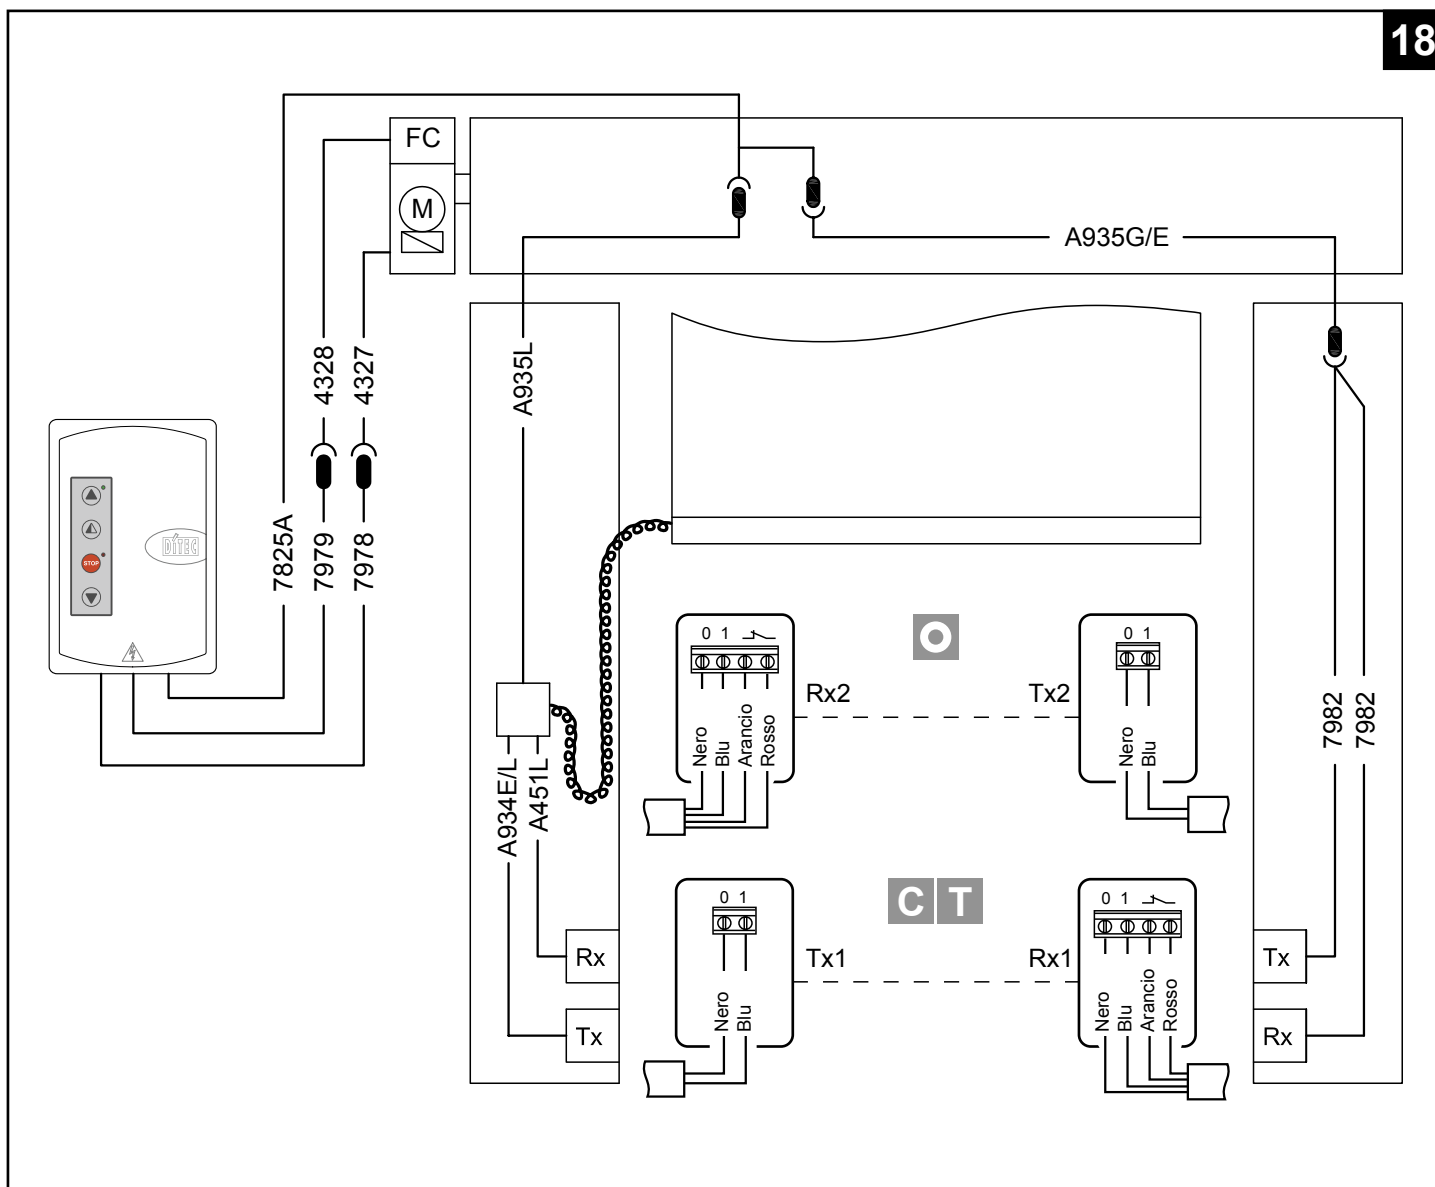 18
FC
M
A935G/E
4328
4327
A935L
7825A
7979
7978
DITEC
STOP
0 1
Rx2
Nero
Blu
Arancio
Rosso
O
0 1
Tx2
Nero
Blu
7982
7982
A934E/L
A451L
C T
0 1
Tx1
Nero
Blu
0 1
Rx1
Nero
Blu
Arancio
Rosso
Rx
Tx
Tx
Rx